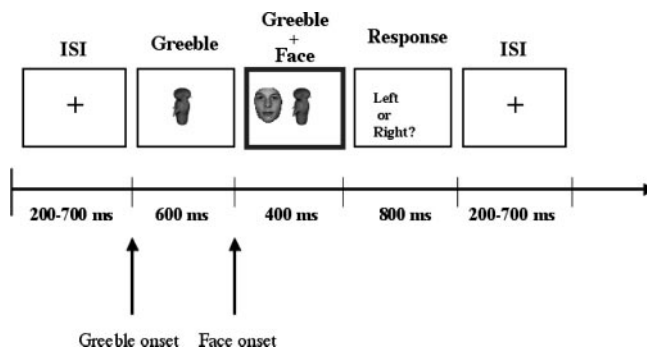 ISI
Greeble
Greeble
+
Face
Response
ISI
+
Left
or
Right?
+
200-700 ms
600 ms
400 ms
800 ms
200-700 ms
Greeble onset
Face onset